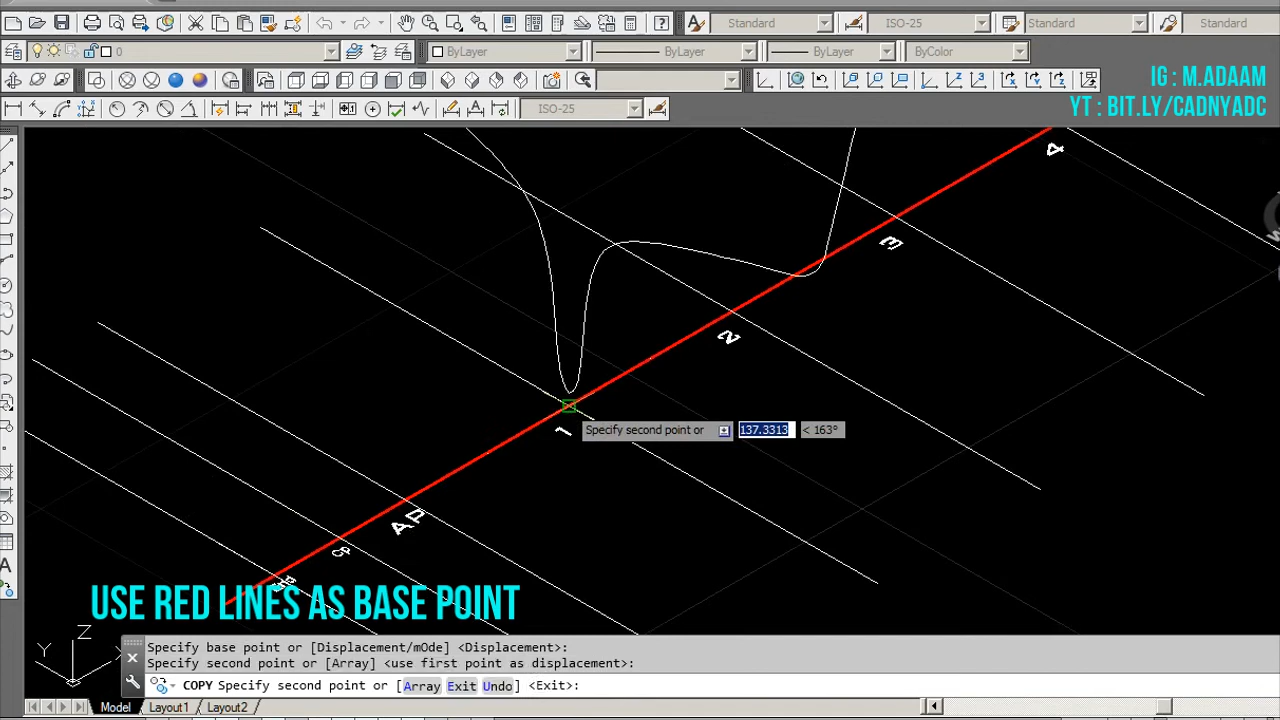 Standard
ISO-25
Standard
Standard
0
ByLayer
ByLayer
ByLayer
ByColor
ISO-25
IG : M.ADAAM
YT : BIT.LY/CADNYADC
4
3
2
1
AP
Specify second point or
137.3313
< 163°
USE RED LINES AS BASE POINT
Z
Y
X
Specify base point or [Displacement/mOde] <Displacement>:
Specify second point or [Array] <use first point as displacement>:
COPY Specify second point or [Array Exit Undo] <Exit>:
Model
Layout1
Layout2